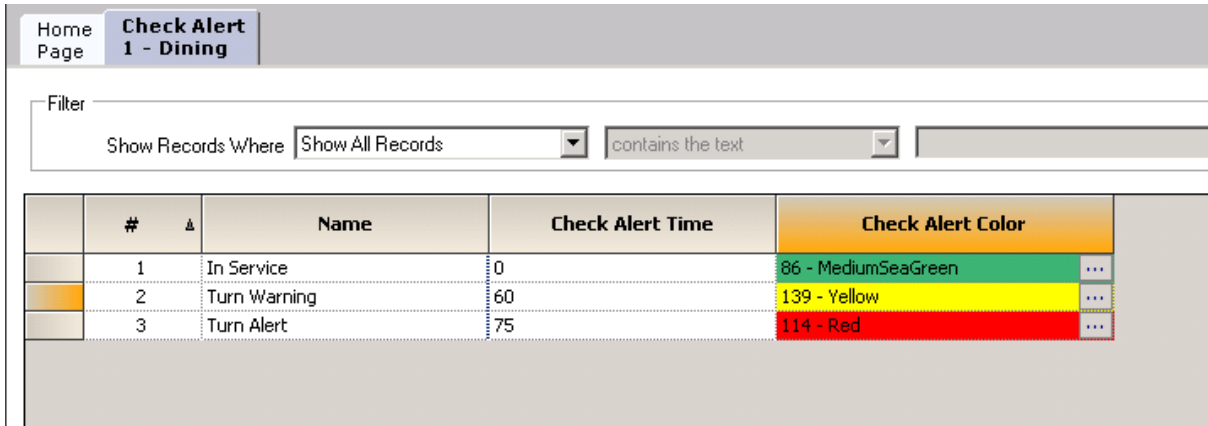 Home Page
Check Alert
1 - Dining
Filter
Show Records Where Show All Records contains the text
# Name Check Alert Time Check Alert Color
1 In Service 0 86 - MediumSeaGreen ...
2 Turn Warning 60 139 - Yellow ...
3 Turn Alert 75 114 - Red ...